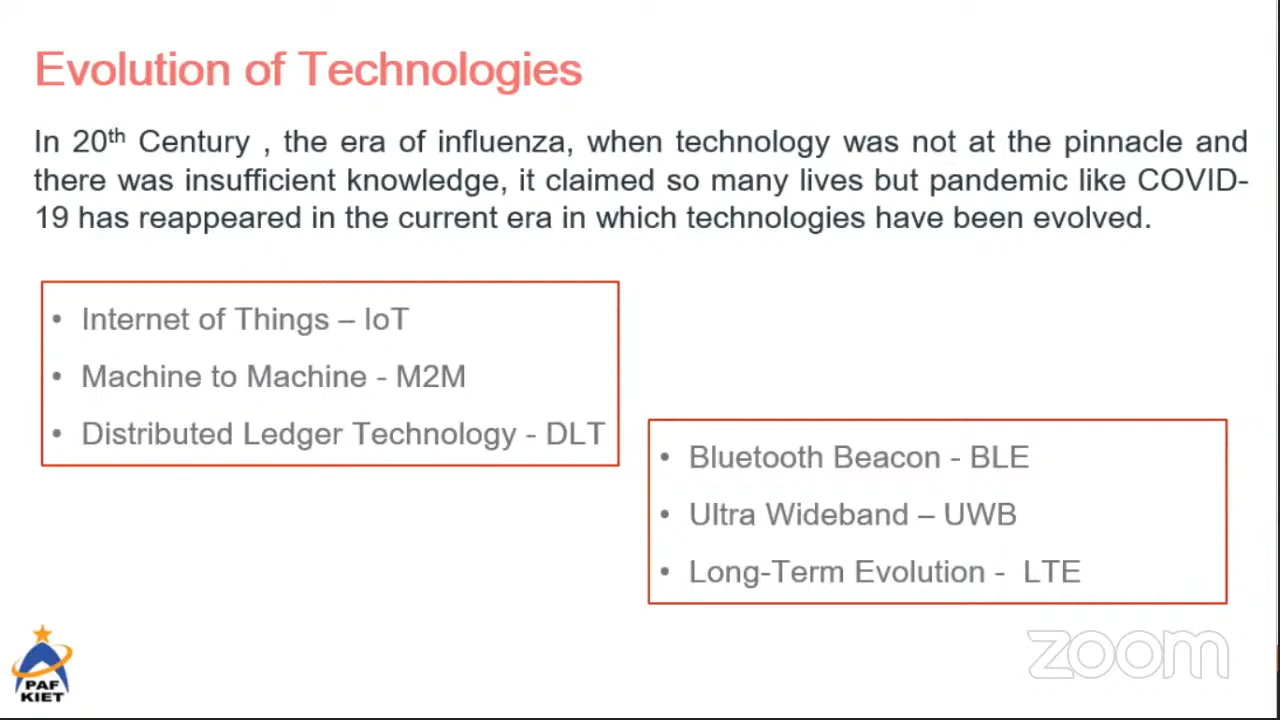 Evolution of Technologies
In 20th Century , the era of influenza, when technology was not at the pinnacle and
there was insufficient knowledge, it claimed so many lives but pandemic like COVID-
19 has reappeared in the current era in which technologies have been evolved.
• Internet of Things – IoT
• Machine to Machine - M2M
• Distributed Ledger Technology - DLT
• Bluetooth Beacon - BLE
• Ultra Wideband – UWB
• Long-Term Evolution - LTE
PAF
KIET
zoom